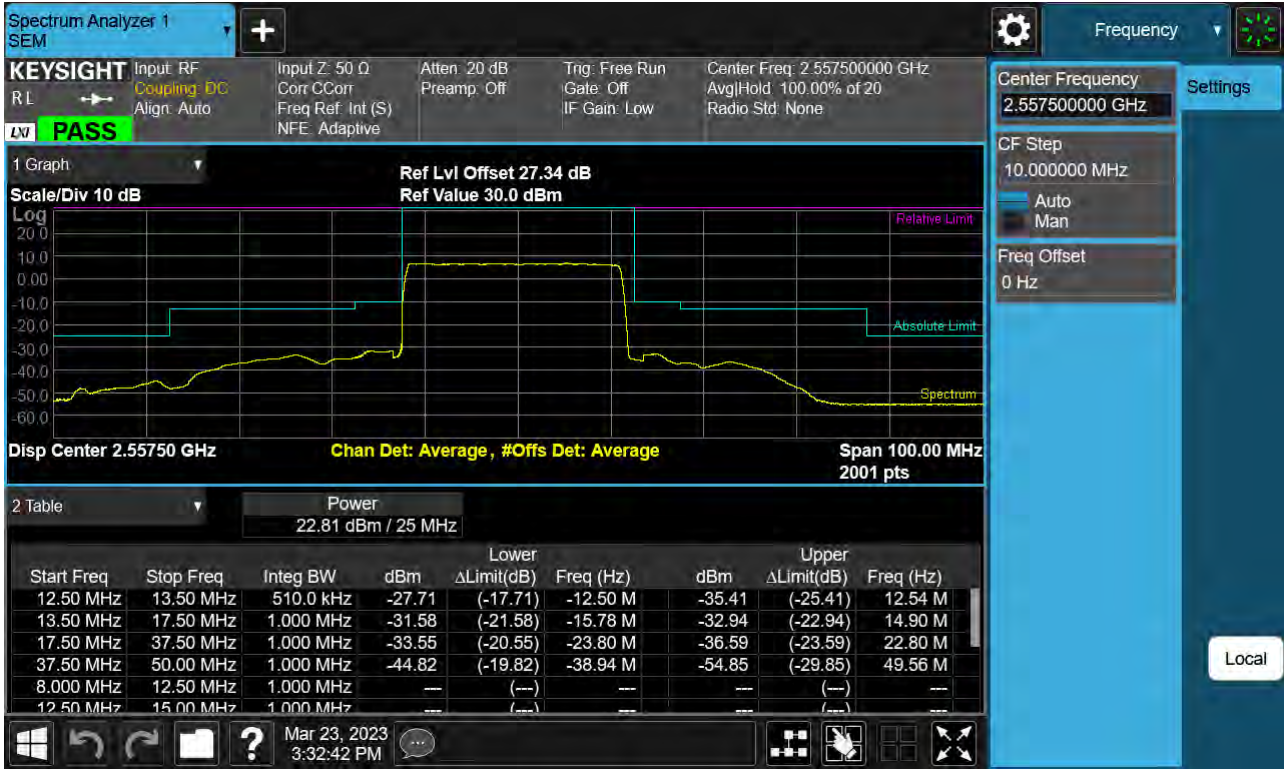 Spectrum Analyzer 1
SEM
Frequency
KEYSIGHT
Input: RF
Coupling: DC
Align: Auto
Input Z: 50 Ω
Corr CCorr
Freq Ref: Int (S)
NFE: Adaptive
Atten: 20 dB
Preamp: Off
Trig: Free Run
Gate: Off
IF Gain: Low
Center Freq: 2.557500000 GHz
Avg|Hold: 100.00% of 20
Radio Std: None
R L
LXI PASS
Center Frequency
2.557500000 GHz
Settings
CF Step
10.000000 MHz
Auto
Man
Freq Offset
0 Hz
Local
1 Graph
Scale/Div 10 dB
Ref Lvl Offset 27.34 dB
Ref Value 30.0 dBm
Log
20.0
10.0
0.00
-10.0
-20.0
-30.0
-40.0
-50.0
-60.0
Relative Limit
Absolute Limit
Spectrum
Disp Center 2.55750 GHz
Chan Det: Average , #Offs Det: Average
Span 100.00 MHz
2001 pts
2 Table
Power
22.81 dBm / 25 MHz
Lower Upper
Start Freq Stop Freq Integ BW dBm ΔLimit(dB) Freq (Hz) dBm ΔLimit(dB) Freq (Hz)
12.50 MHz 13.50 MHz 510.0 kHz -27.71 (-17.71) -12.50 M -35.41 (-25.41) 12.54 M
13.50 MHz 17.50 MHz 1.000 MHz -31.58 (-21.58) -15.78 M -32.94 (-22.94) 14.90 M
17.50 MHz 37.50 MHz 1.000 MHz -33.55 (-20.55) -23.80 M -36.59 (-23.59) 22.80 M
37.50 MHz 50.00 MHz 1.000 MHz -44.82 (-19.82) -38.94 M -54.85 (-29.85) 49.56 M
8.000 MHz 12.50 MHz 1.000 MHz --- (---) --- --- (---) ---
12.50 MHz 15.00 MHz 1.000 MHz --- (---) --- --- (---) ---
Mar 23, 2023
3:32:42 PM